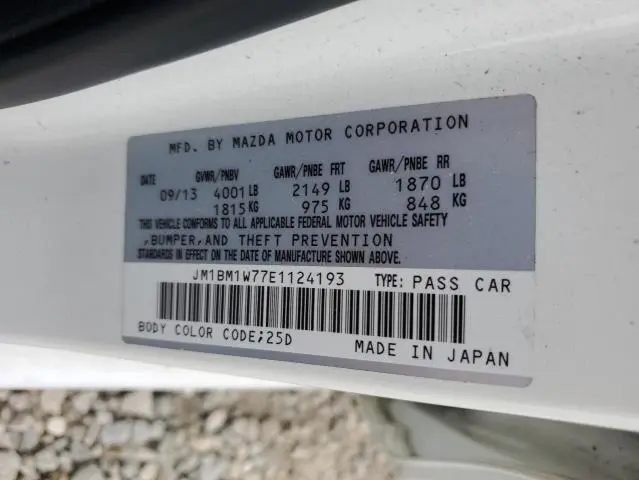 MFD. BY MAZDA MOTOR CORPORATION
DATE GVWR/PNBV GAWR/PNBE FRT GAWR/PNBE RR
09/13 4001 LB 2149 LB 1870 LB
1815 KG 975 KG 848 KG
THIS VEHICLE CONFORMS TO ALL APPLICABLE FEDERAL MOTOR VEHICLE SAFETY
,BUMPER,AND THEFT PREVENTION
STANDARDS IN EFFECT ON THE DATE OF MANUFACTURE SHOWN ABOVE.
JM1BM1W77E1124193 TYPE: PASS CAR
BODY COLOR CODE;25D MADE IN JAPAN